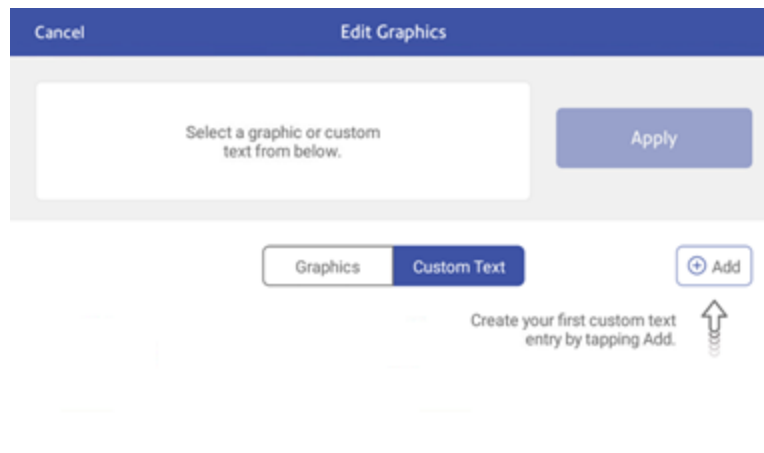 Cancel
Edit Graphics
Select a graphic or custom
text from below.
Apply
Graphics
Custom Text
Add
Create your first custom text
entry by tapping Add.